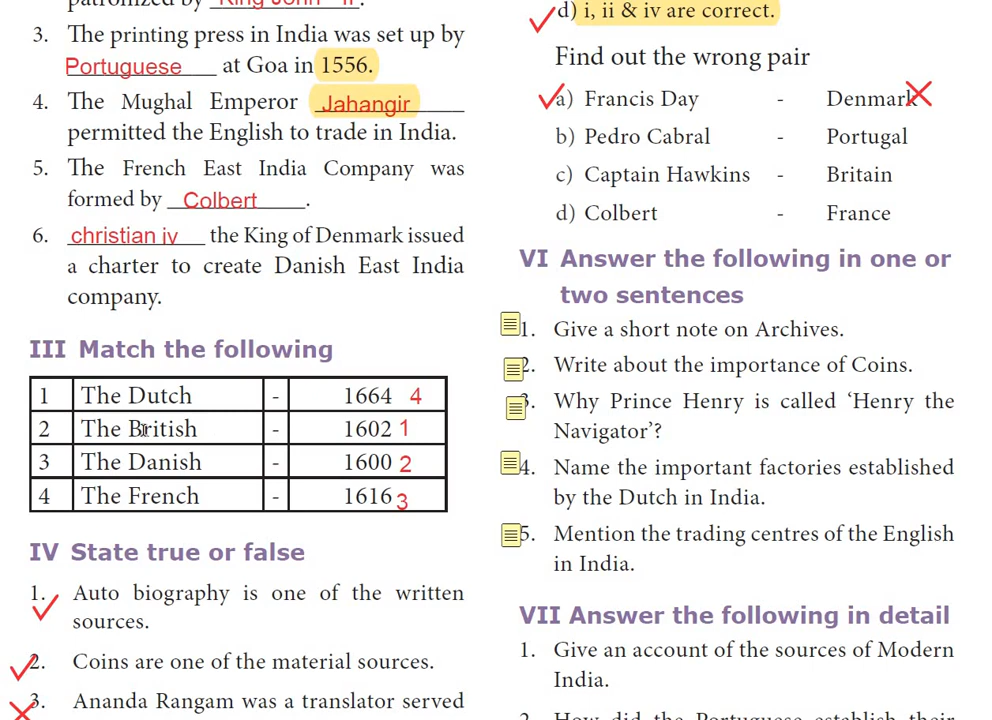 patronized by King John - II.
3. The printing press in India was set up by
Portuguese at Goa in 1556.
4. The Mughal Emperor Jahangir
permitted the English to trade in India.
5. The French East India Company was
formed by Colbert.
6. christian iv the King of Denmark issued
a charter to create Danish East India
company.
III Match the following
1 The Dutch - 1664 4
2 The British - 1602 1
3 The Danish - 1600 2
4 The French - 1616 3
IV State true or false
1. Auto biography is one of the written
sources.
2. Coins are one of the material sources.
3. Ananda Rangam was a translator served
d) i, ii & iv are correct.
Find out the wrong pair
a) Francis Day - Denmark
b) Pedro Cabral - Portugal
c) Captain Hawkins - Britain
d) Colbert - France
VI Answer the following in one or
two sentences
1. Give a short note on Archives.
2. Write about the importance of Coins.
3. Why Prince Henry is called ‘Henry the
Navigator’?
4. Name the important factories established
by the Dutch in India.
5. Mention the trading centres of the English
in India.
VII Answer the following in detail
1. Give an account of the sources of Modern
India.
2. How did the Portuguese establish their